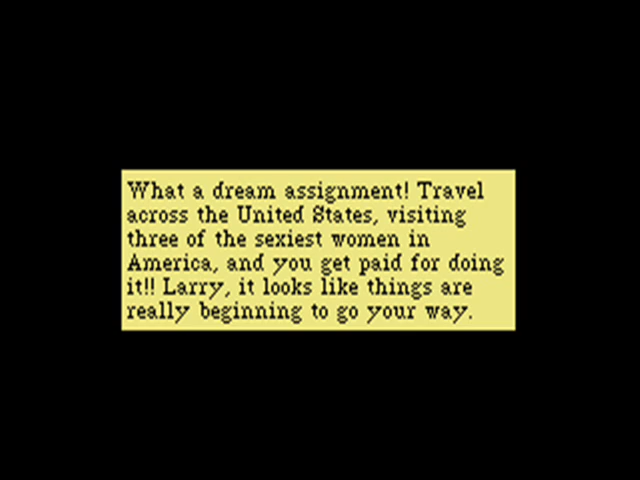 What a dream assignment! Travel
across the United States, visiting
three of the sexiest women in
America, and you get paid for doing
it!! Larry, it looks like things are
really beginning to go your way.